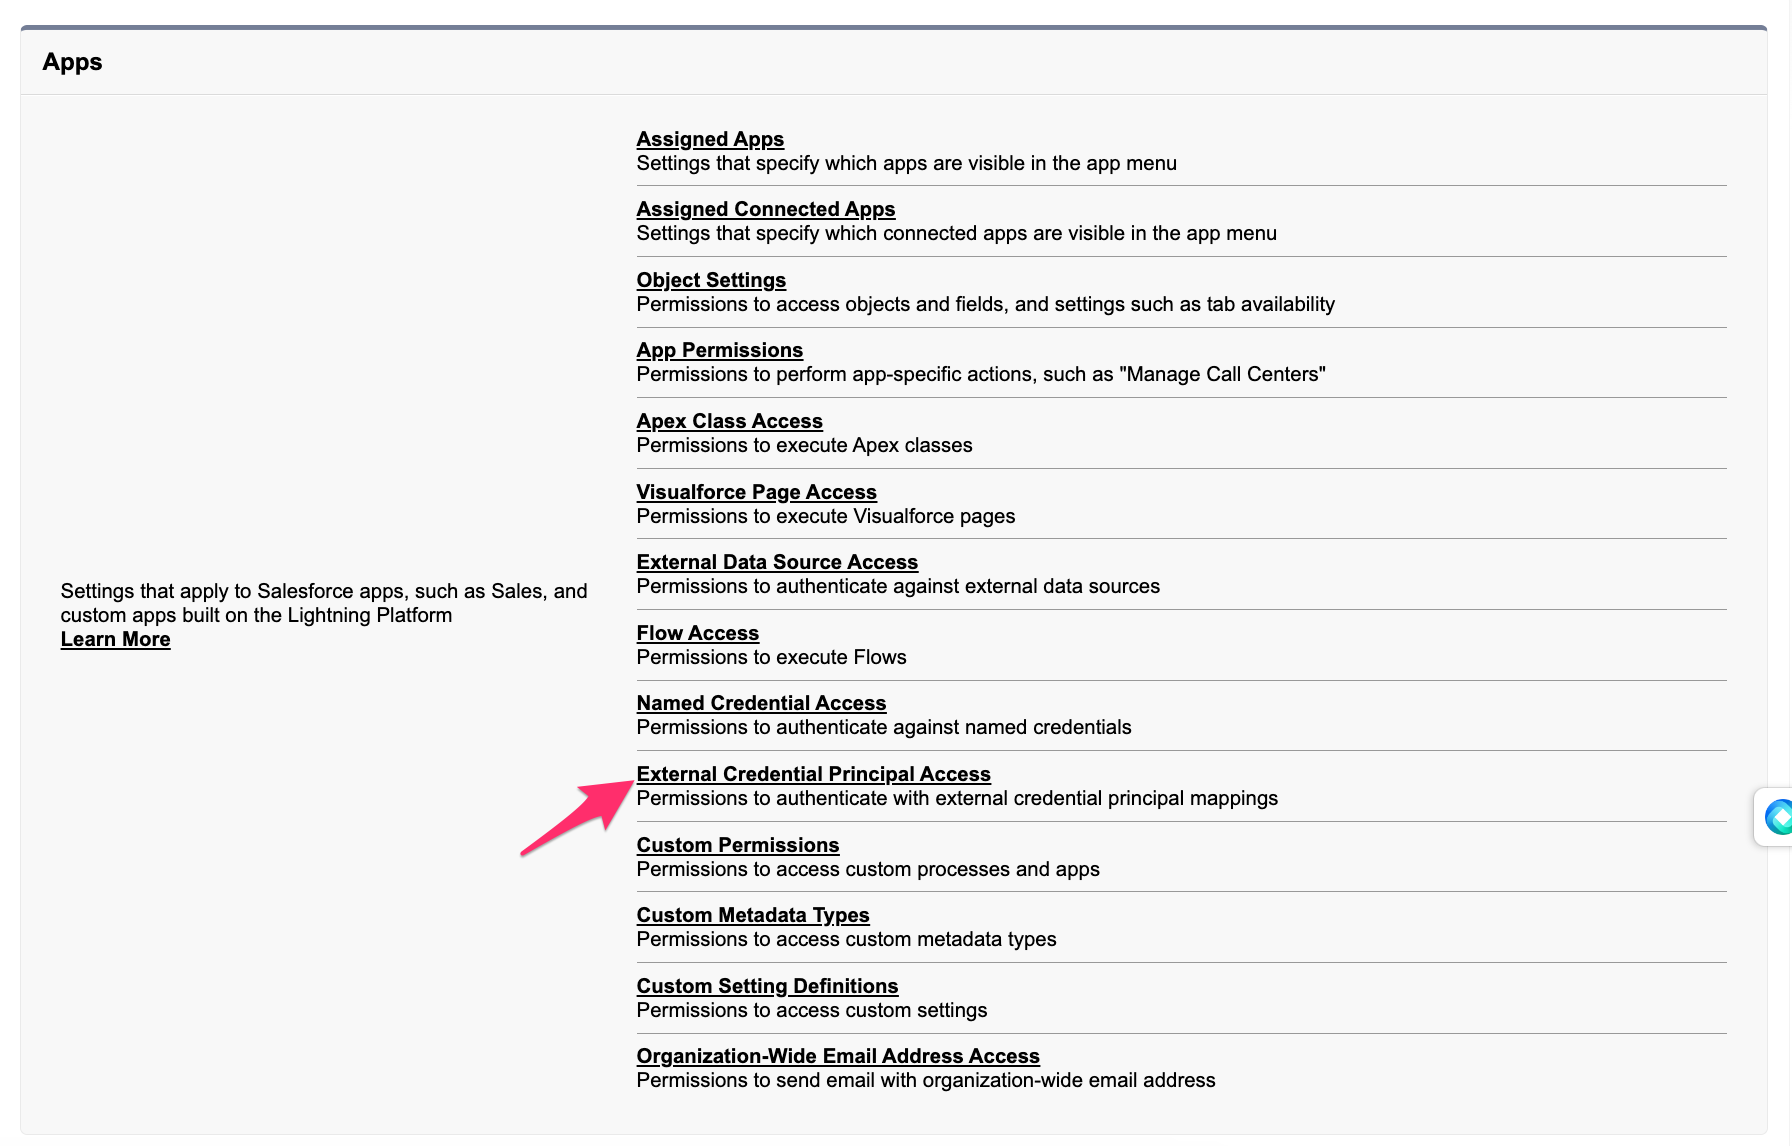 Apps
Assigned Apps
Settings that specify which apps are visible in the app menu
Assigned Connected Apps
Settings that specify which connected apps are visible in the app menu
Object Settings
Permissions to access objects and fields, and settings such as tab availability
App Permissions
Permissions to perform app-specific actions, such as "Manage Call Centers"
Apex Class Access
Permissions to execute Apex classes
Visualforce Page Access
Permissions to execute Visualforce pages
External Data Source Access
Permissions to authenticate against external data sources
Settings that apply to Salesforce apps, such as Sales, and
custom apps built on the Lightning Platform
Learn More
Flow Access
Permissions to execute Flows
Named Credential Access
Permissions to authenticate against named credentials
External Credential Principal Access
Permissions to authenticate with external credential principal mappings
Custom Permissions
Permissions to access custom processes and apps
Custom Metadata Types
Permissions to access custom metadata types
Custom Setting Definitions
Permissions to access custom settings
Organization-Wide Email Address Access
Permissions to send email with organization-wide email address